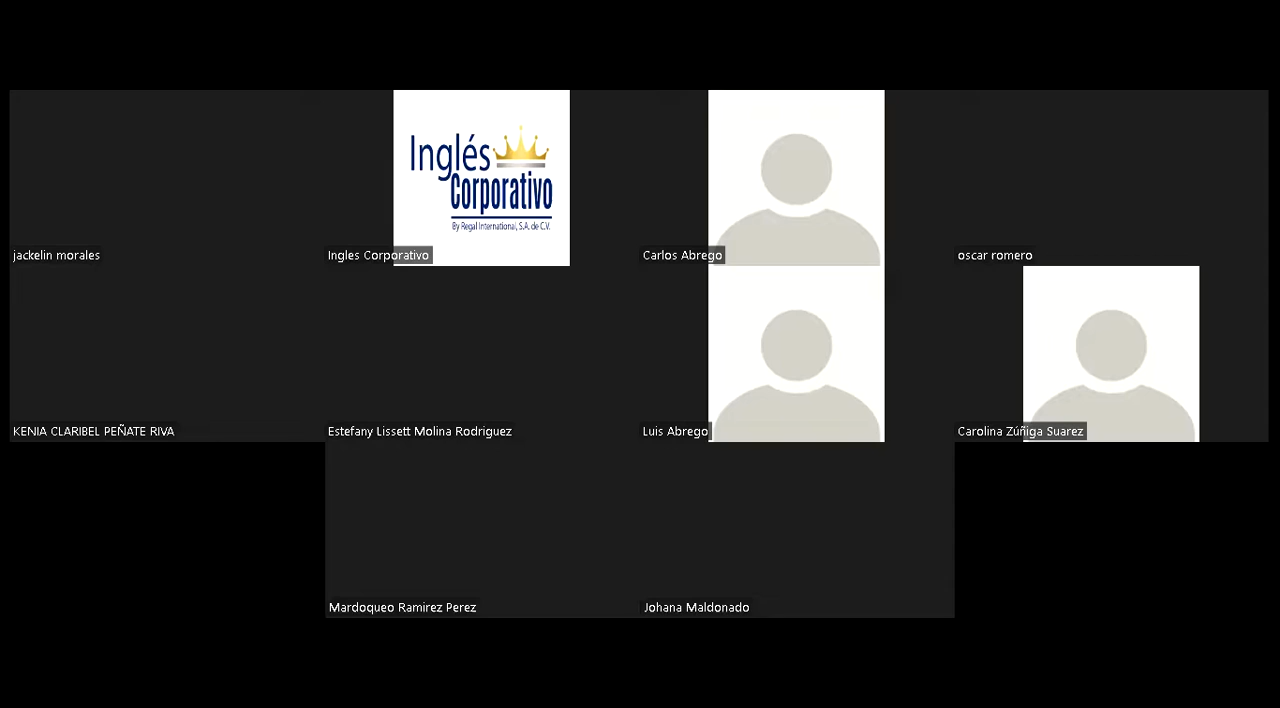 Inglés
Corporativo
By Regal International, S.A. de C.V.
jackelin morales
Ingles Corporativo
Carlos Abrego
oscar romero
KENIA CLARIBEL PEÑATE RIVA
Estefany Lissett Molina Rodriguez
Luis Abrego
Carolina Zúñiga Suarez
Mardoqueo Ramirez Perez
Johana Maldonado